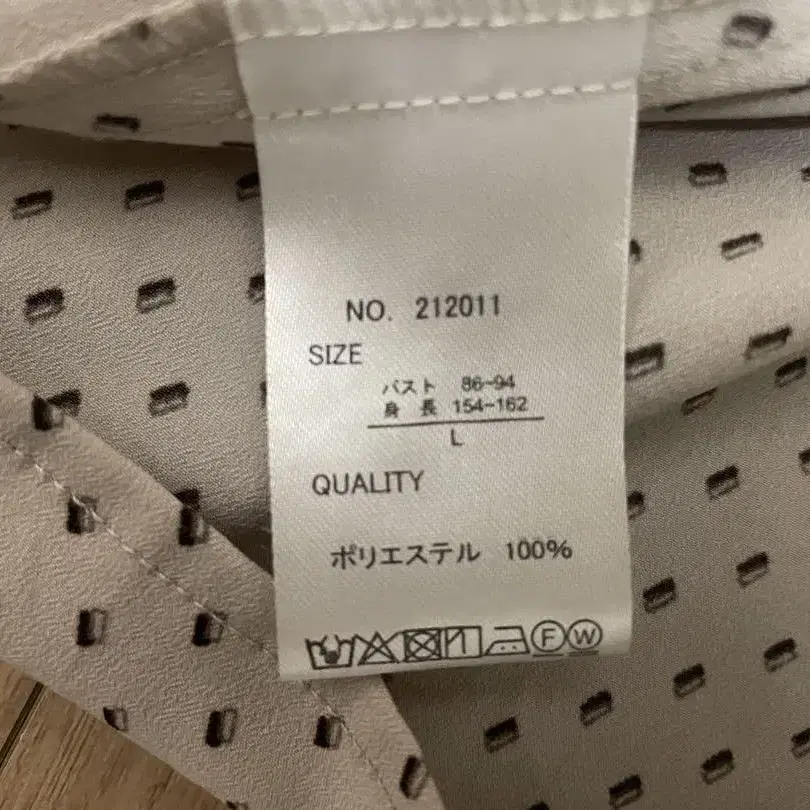 NO. 212011
SIZE
バスト 86-94
身 長 154-162
L
QUALITY
ポリエステル 100%
F W